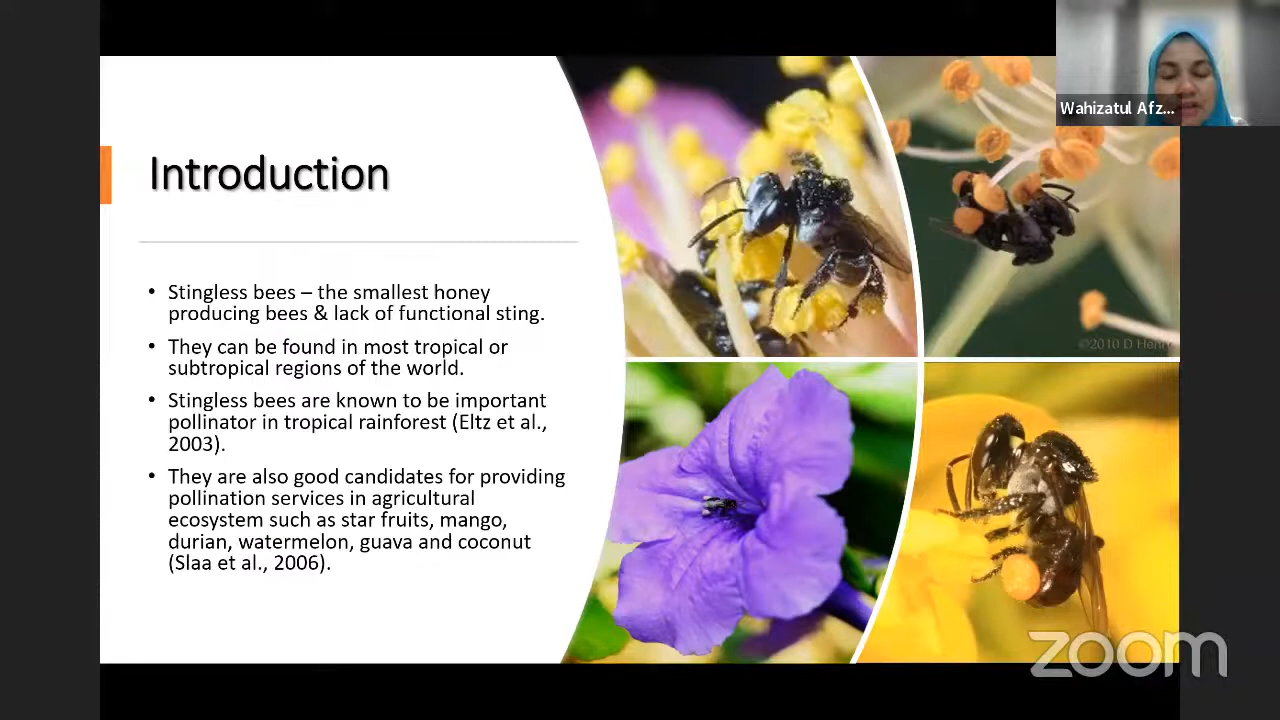 Wahizatul Afz...
Introduction
• Stingless bees – the smallest honey
producing bees & lack of functional sting.
• They can be found in most tropical or
subtropical regions of the world.
• Stingless bees are known to be important
pollinator in tropical rainforest (Eltz et al.,
2003).
• They are also good candidates for providing
pollination services in agricultural
ecosystem such as star fruits, mango,
durian, watermelon, guava and coconut
(Slaa et al., 2006).
©2010 D Henry
zoom